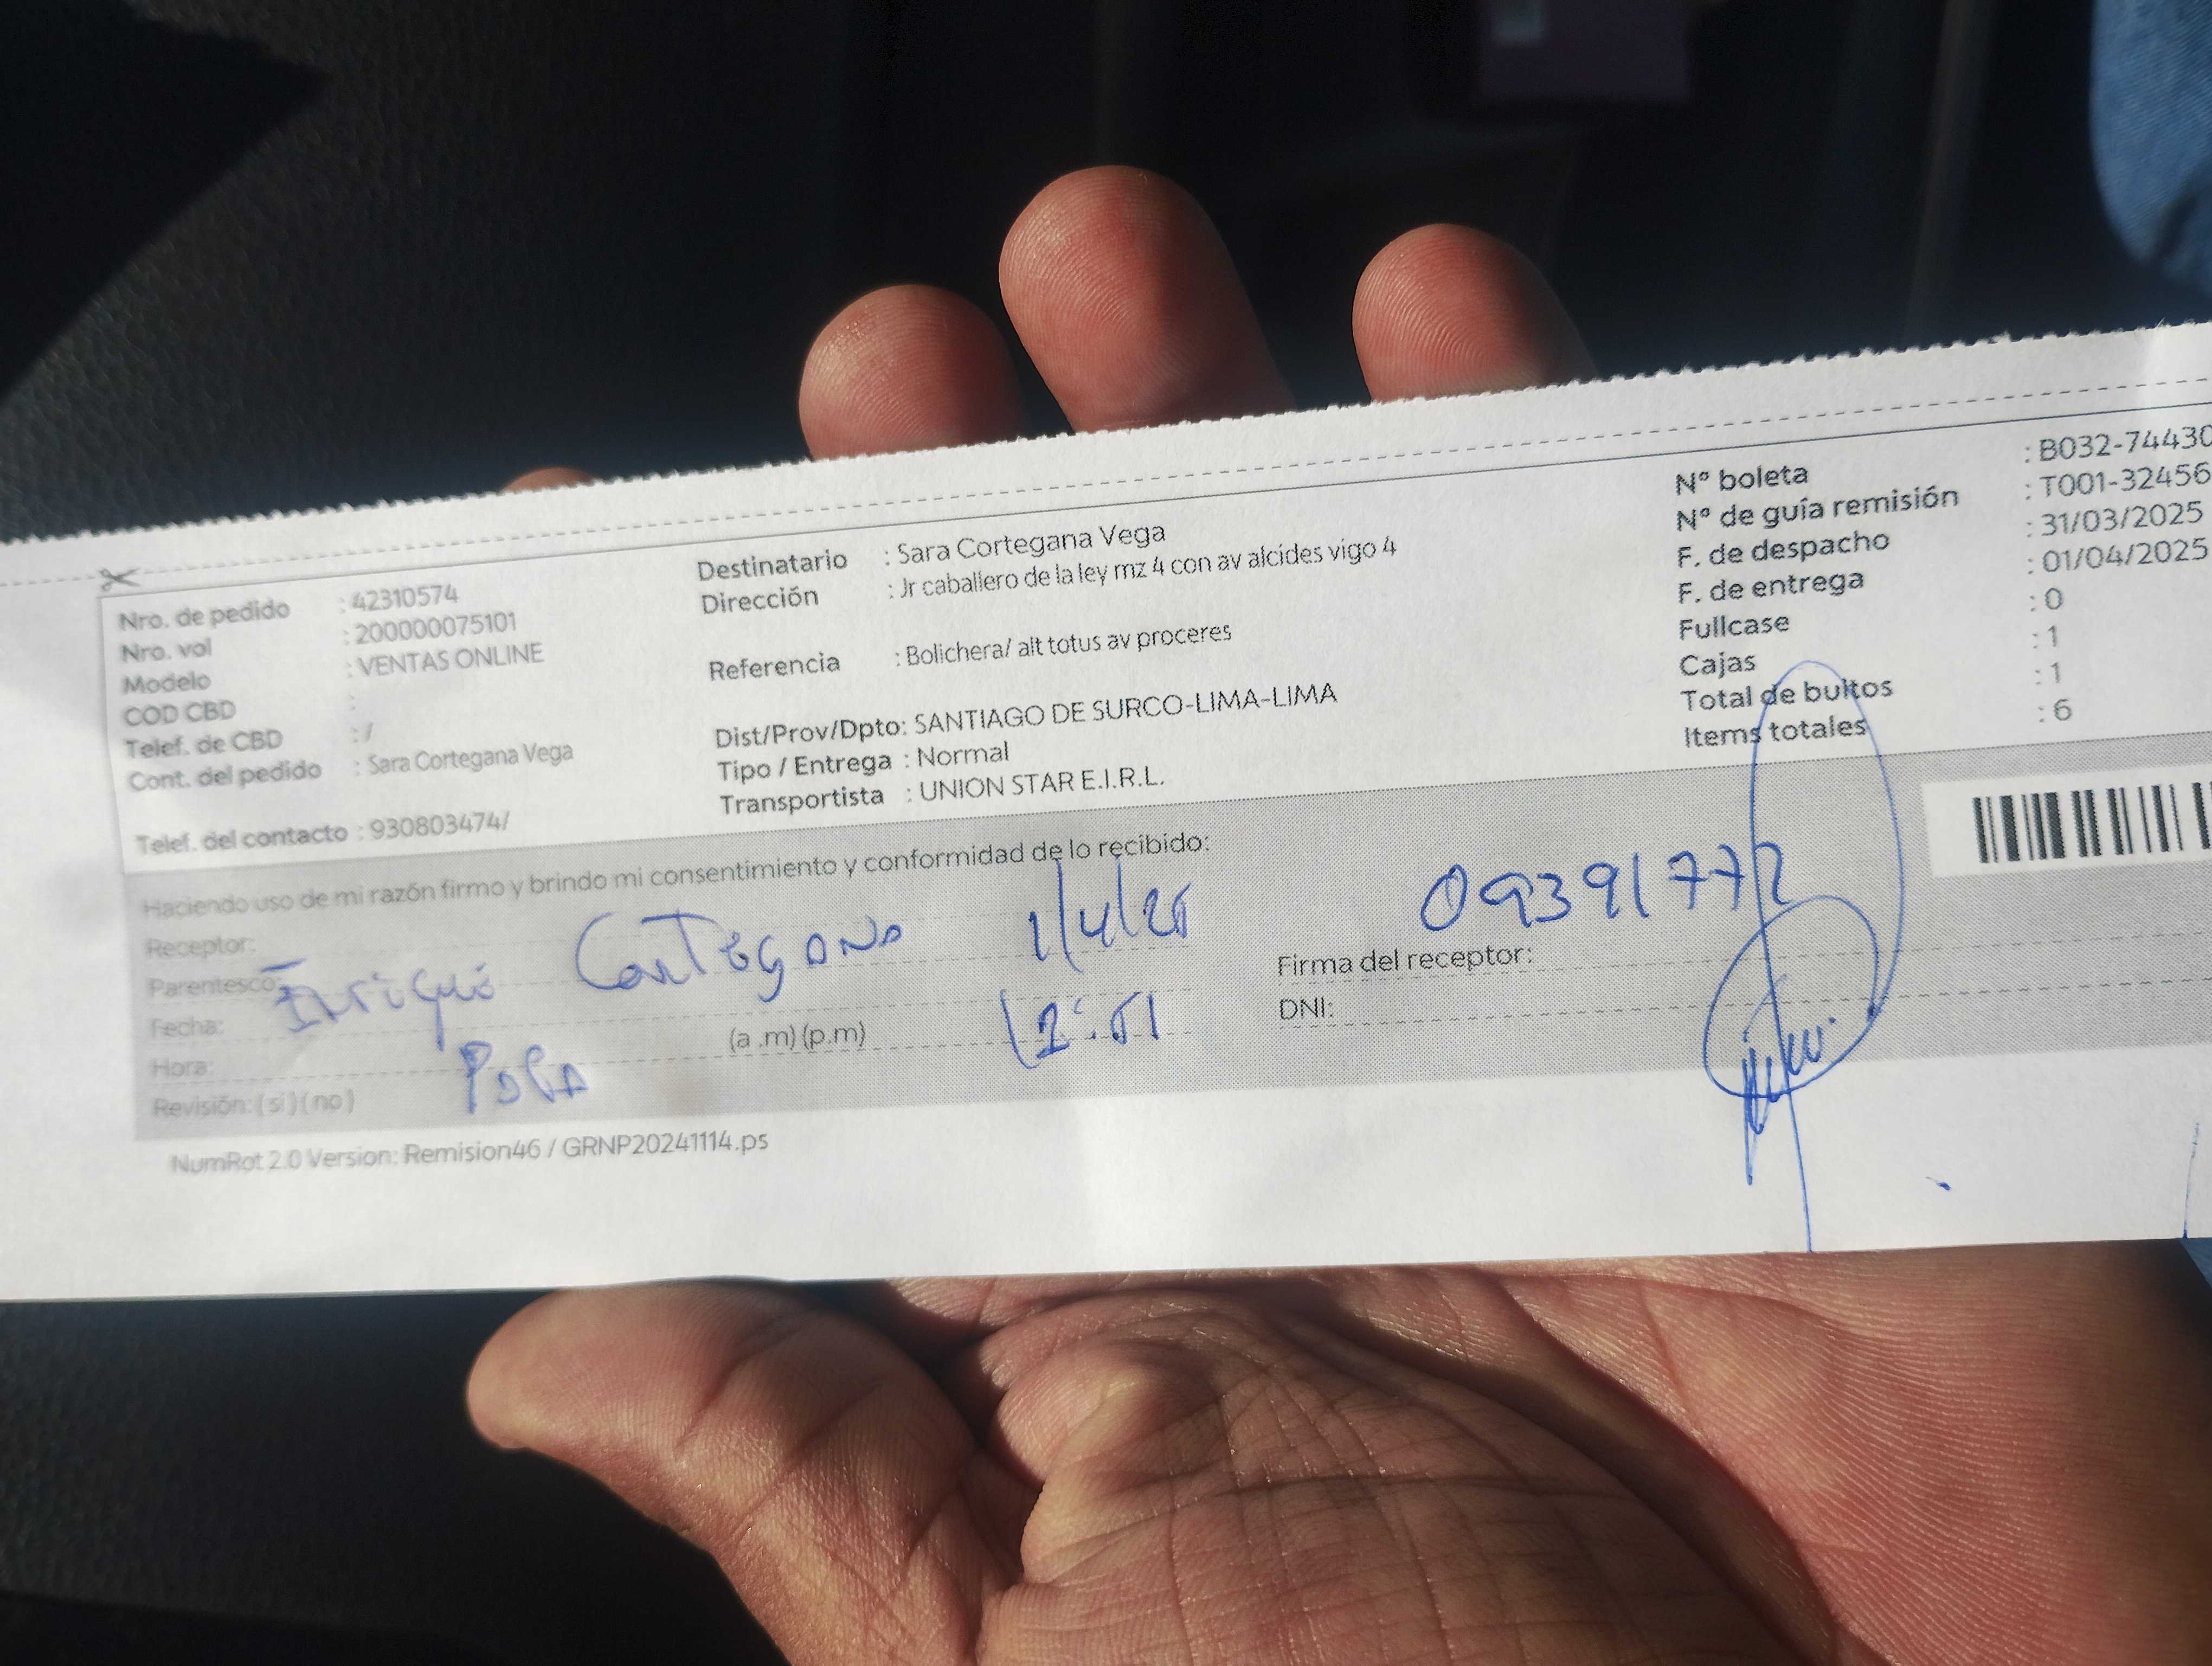 Nro. de pedido : 42310574
Nro. vol : 200000075101
Modelo : VENTAS ONLINE
COD CBD :
Telef. de CBD : /
Cont. del pedido : Sara Cortegana Vega
Telef. del contacto : 930803474/
Destinatario : Sara Cortegana Vega
Dirección : Jr caballero de la ley mz 4 con av alcides vigo 4
Referencia : Bolichera/ alt totus av proceres
Dist/Prov/Dpto: SANTIAGO DE SURCO-LIMA-LIMA
Tipo / Entrega : Normal
Transportista : UNION STAR E.I.R.L.
N° boleta : B032-74430
N° de guía remisión : T001-32456
F. de despacho : 31/03/2025
F. de entrega : 01/04/2025
Fullcase : 0
Cajas : 1
Total de bultos : 1
Items totales : 6
Haciendo uso de mi razón firmo y brindo mi consentimiento y conformidad de lo recibido:
Receptor:
Parentesco:
Fecha:
Hora: (a .m) (p.m)
Revisión: (si) (no)
Enrique Cortegana 1/4/25
12:51
09391772
Firma del receptor:
DNI:
NumRot 2.0 Version: Remision46 / GRNP20241114.ps